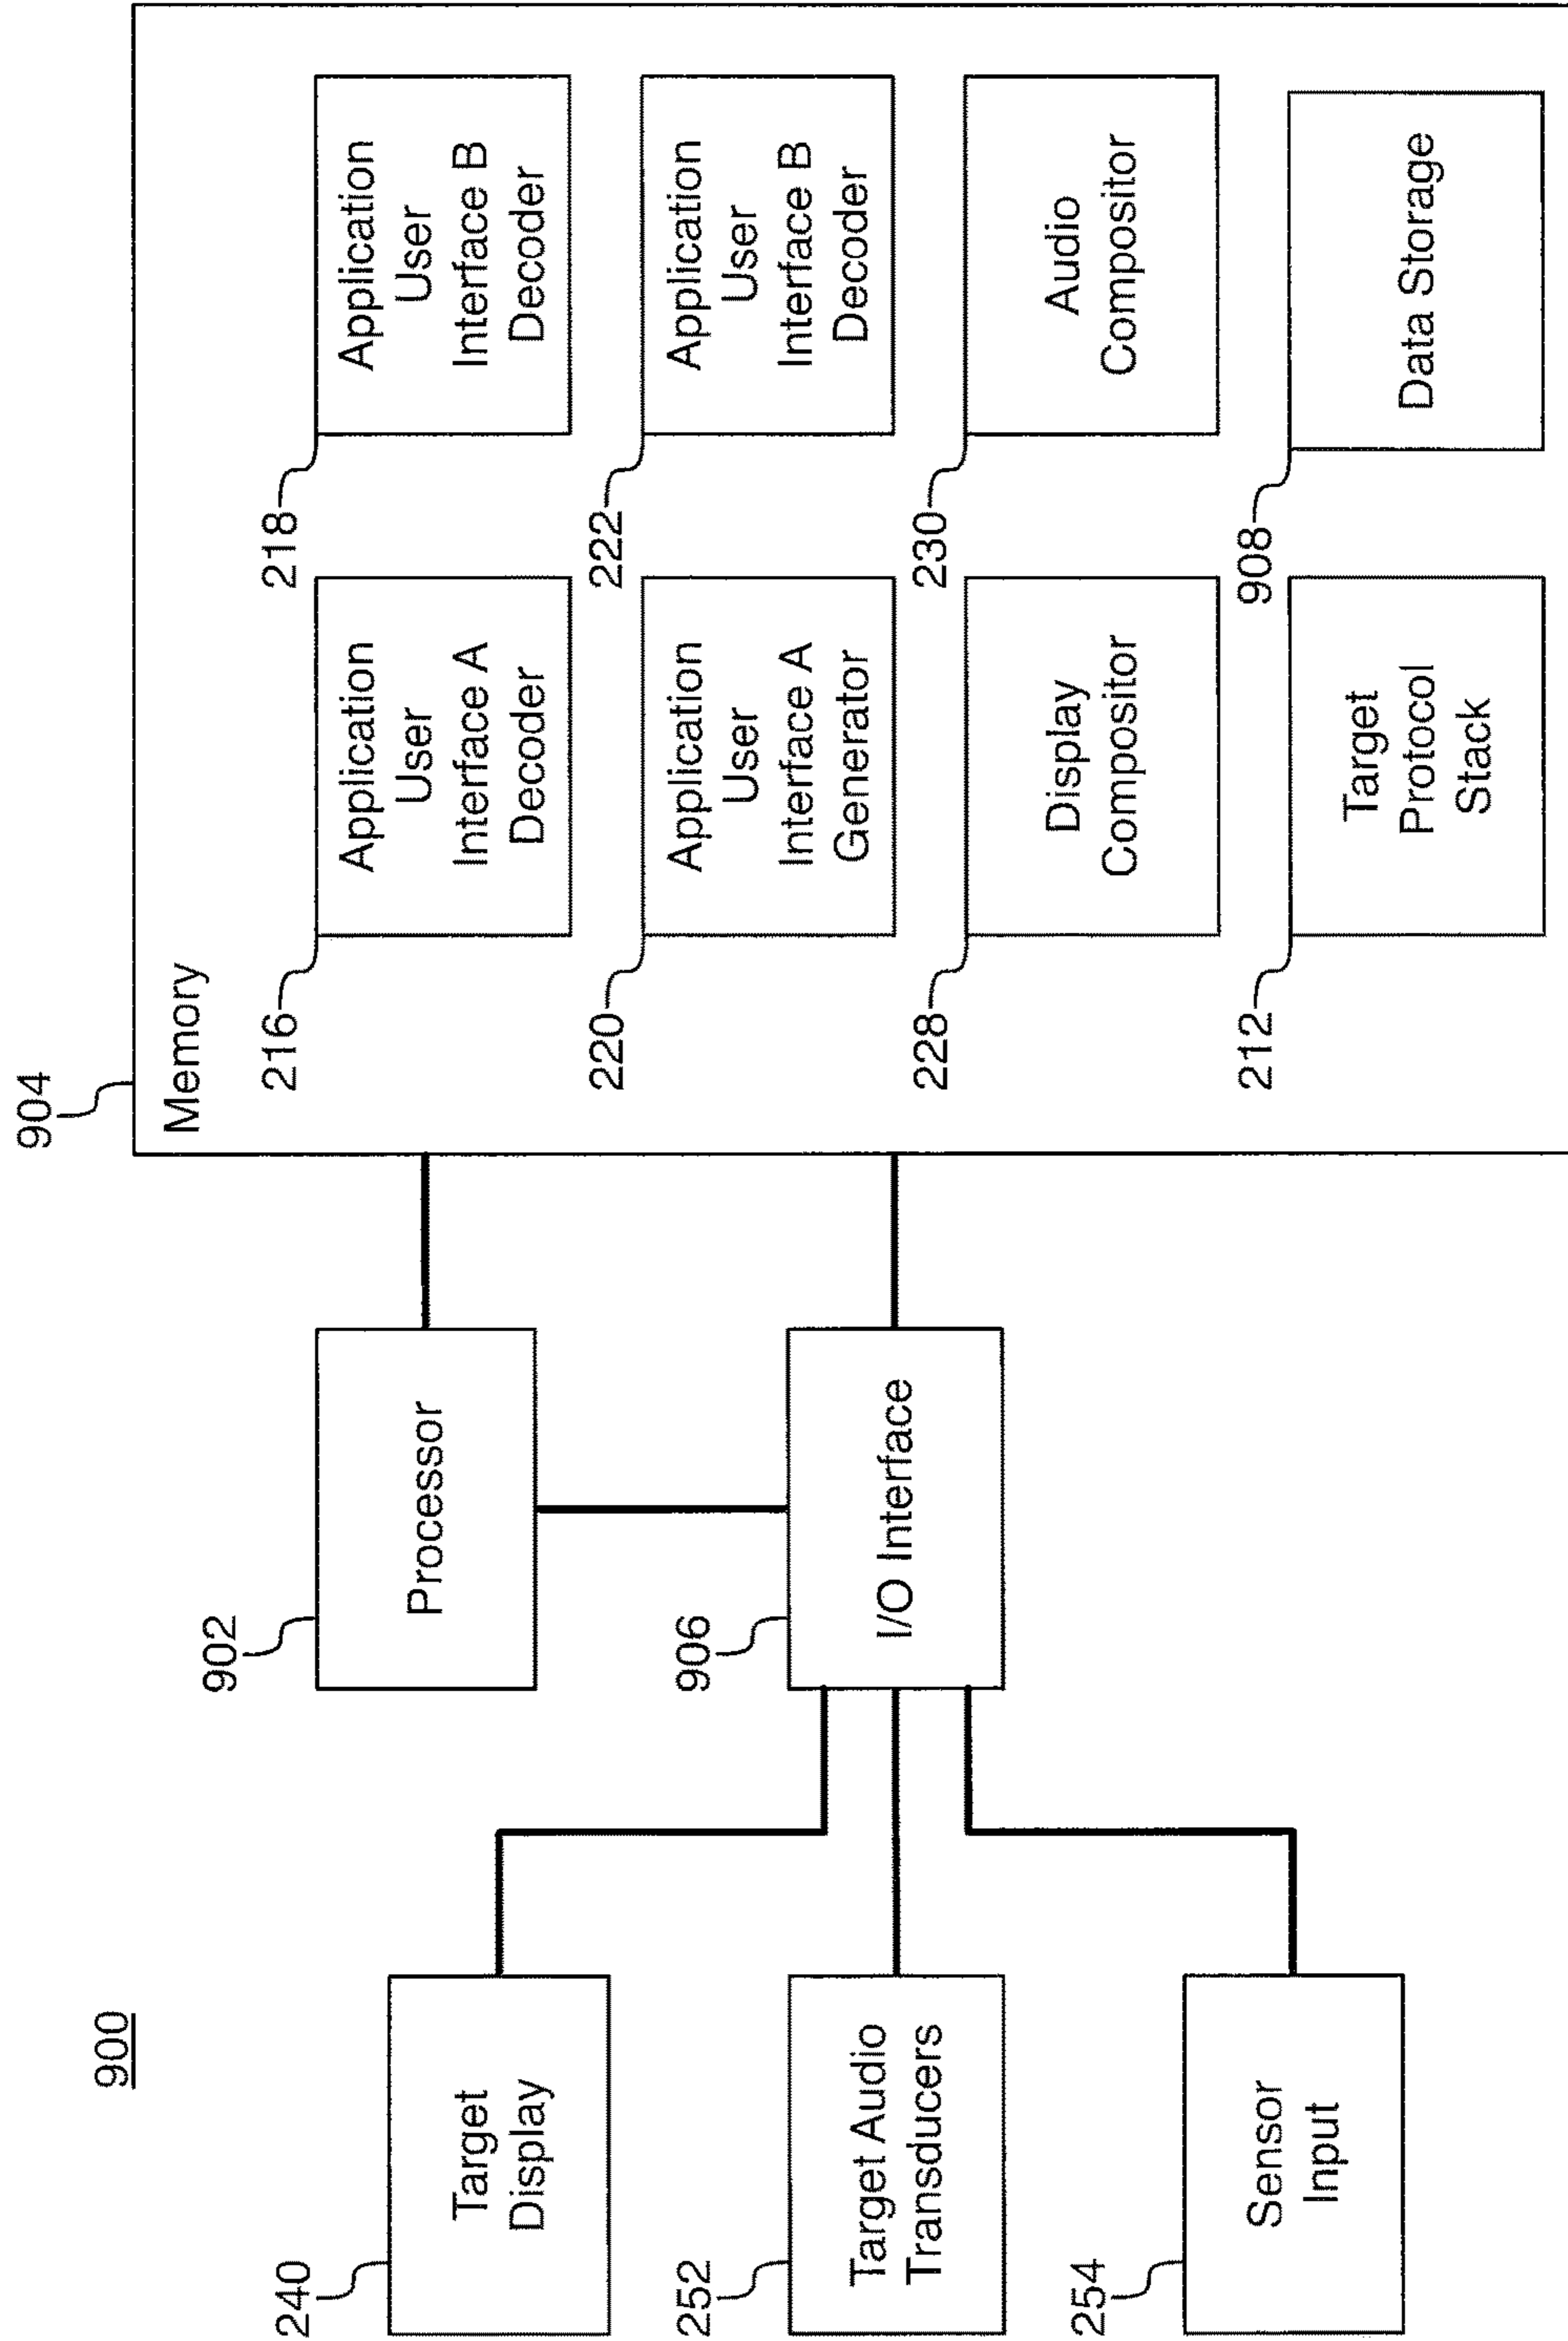 900
904
Memory
240
Target
Display
252
Target Audio
Transducers
254
Sensor
Input
902
Processor
906
I/O Interface
216
Application
User
Interface A
Decoder
218
Application
User
Interface B
Decoder
220
Application
User
Interface A
Generator
222
Application
User
Interface B
Decoder
228
Display
Compositor
230
Audio
Compositor
212
Target
Protocol
Stack
908
Data Storage